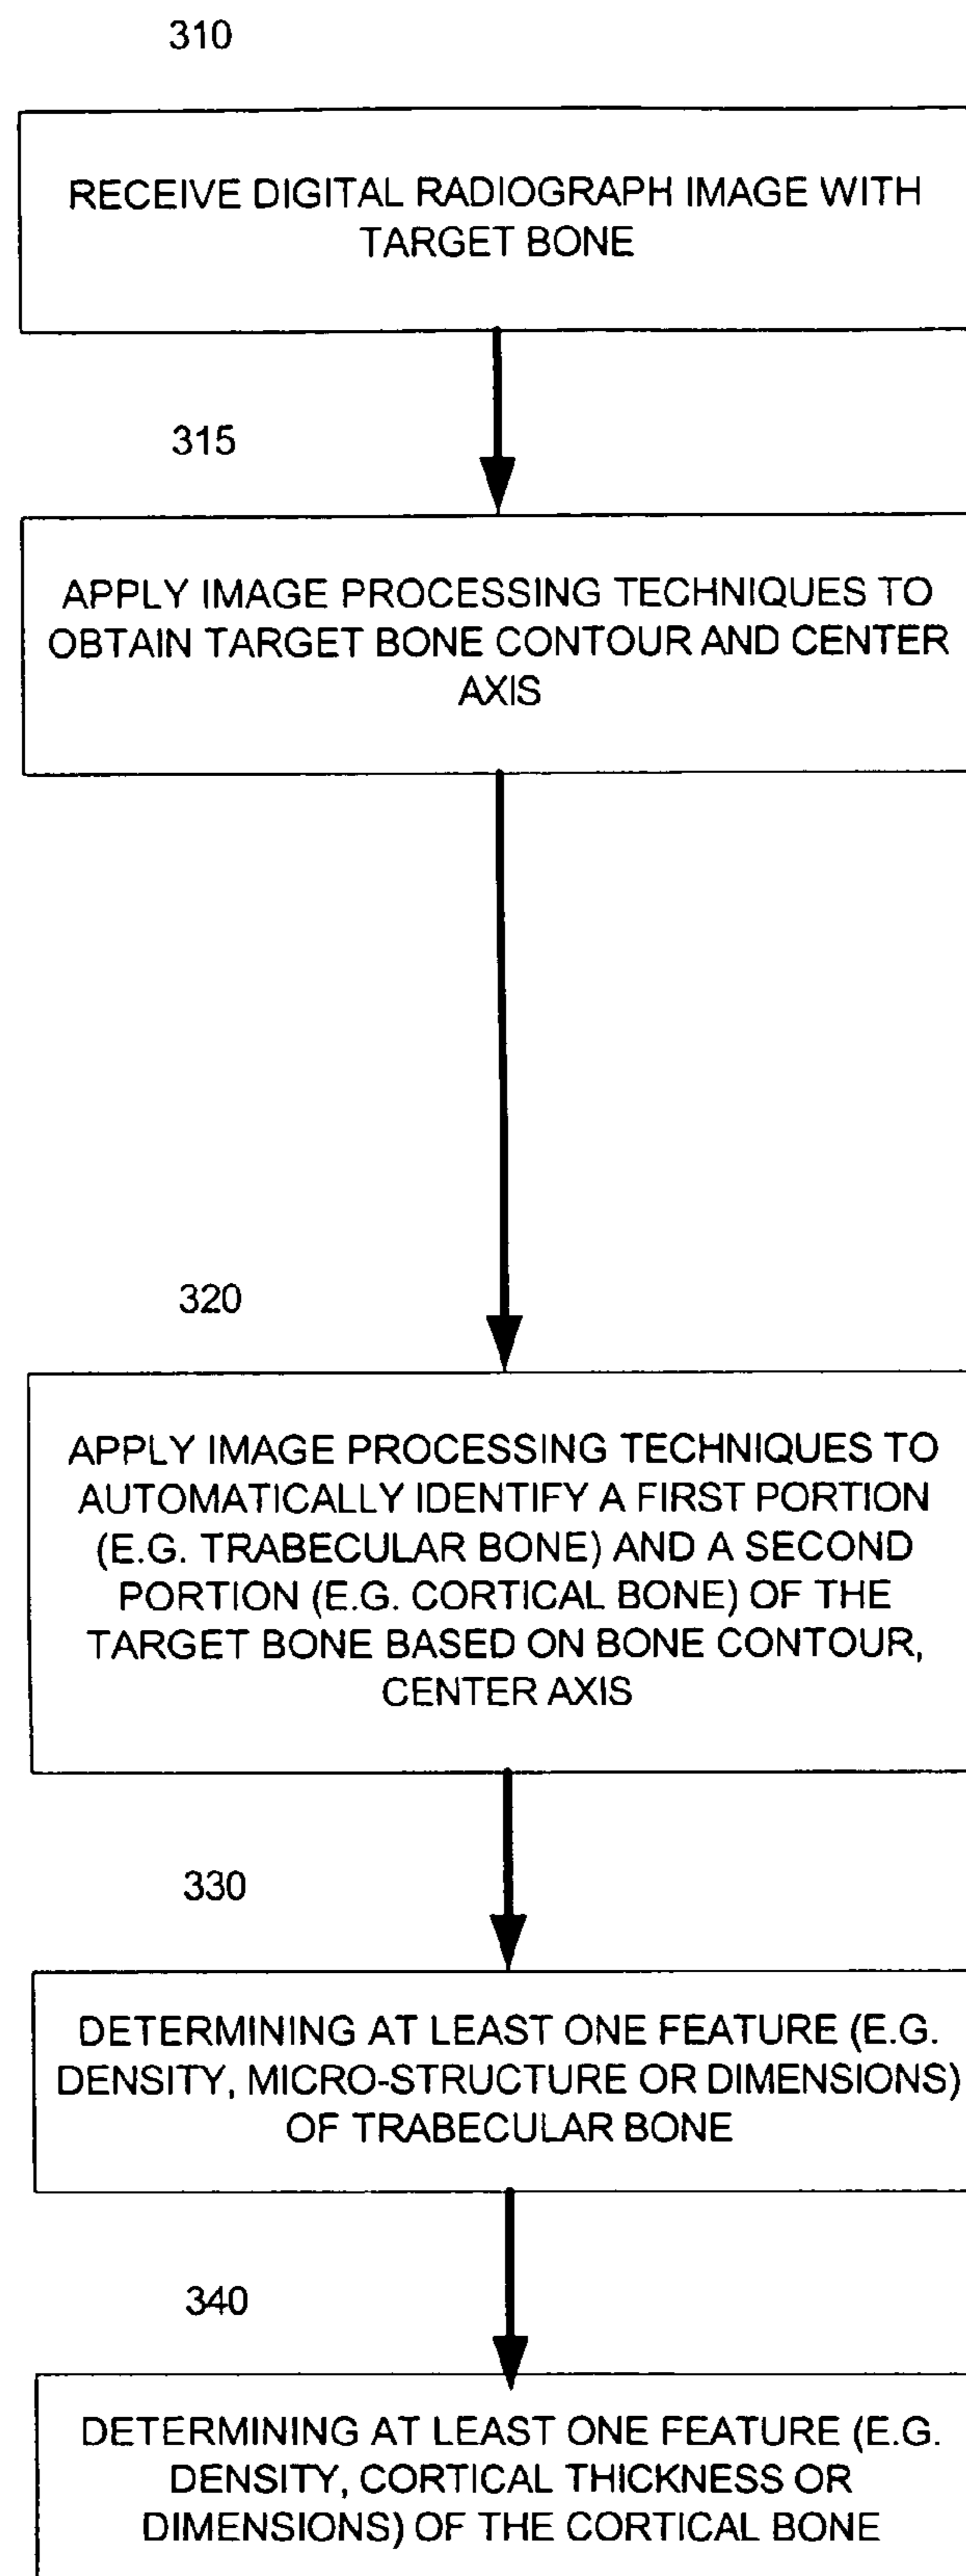 310
RECEIVE DIGITAL RADIOGRAPH IMAGE WITH
TARGET BONE
315
APPLY IMAGE PROCESSING TECHNIQUES TO
OBTAIN TARGET BONE CONTOUR AND CENTER
AXIS
320
APPLY IMAGE PROCESSING TECHNIQUES TO
AUTOMATICALLY IDENTIFY A FIRST PORTION
(E.G. TRABECULAR BONE) AND A SECOND
PORTION (E.G. CORTICAL BONE) OF THE
TARGET BONE BASED ON BONE CONTOUR,
CENTER AXIS
330
DETERMINING AT LEAST ONE FEATURE (E.G.
DENSITY, MICRO-STRUCTURE OR DIMENSIONS)
OF TRABECULAR BONE
340
DETERMINING AT LEAST ONE FEATURE (E.G.
DENSITY, CORTICAL THICKNESS OR
DIMENSIONS) OF THE CORTICAL BONE